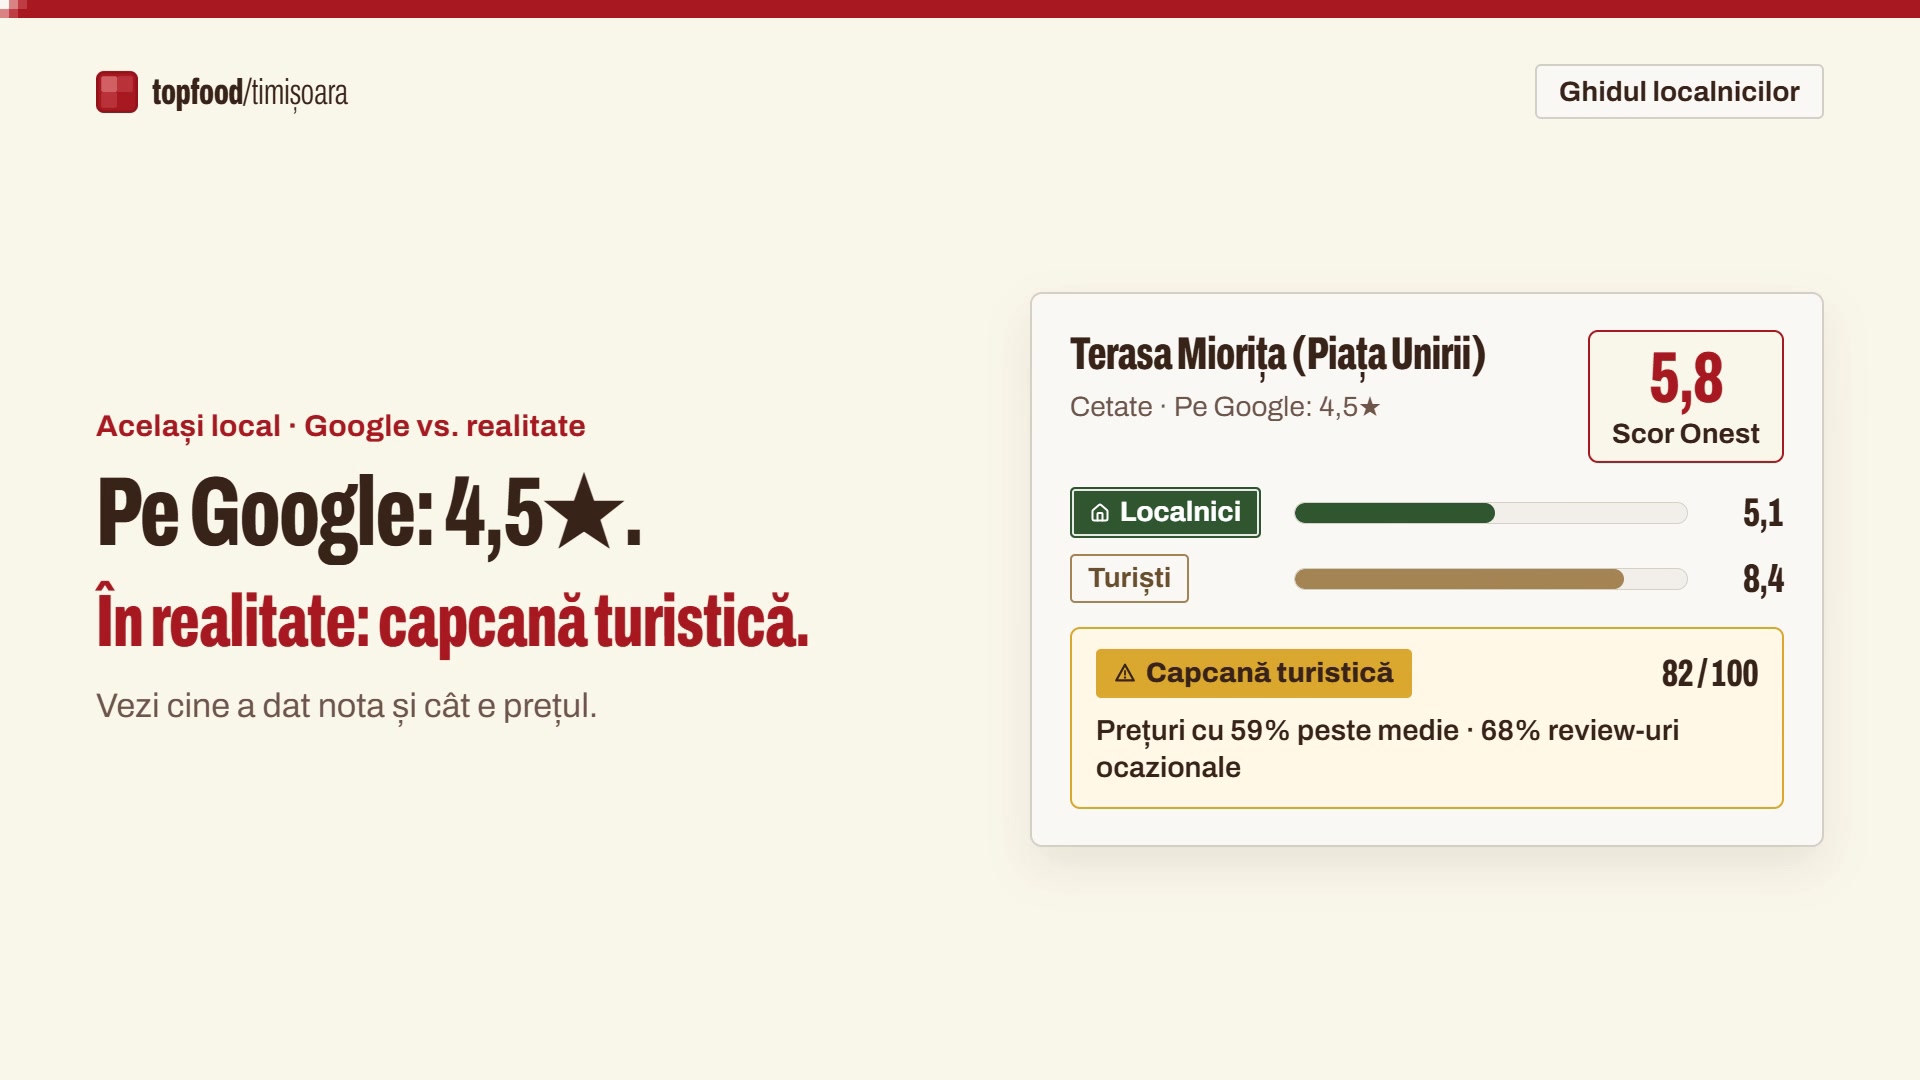 topfood/timișoara
Ghidul localnicilor
Același local · Google vs. realitate
Pe Google: 4,5★.
În realitate: capcană turistică.
Vezi cine a dat nota și cât e prețul.
Terasa Miorița (Piața Unirii)
Cetate · Pe Google: 4,5★
5,8
Scor Onest
Localnici 5,1
Turiști 8,4
Capcană turistică 82/100
Prețuri cu 59% peste medie · 68% review-uri
ocazionale